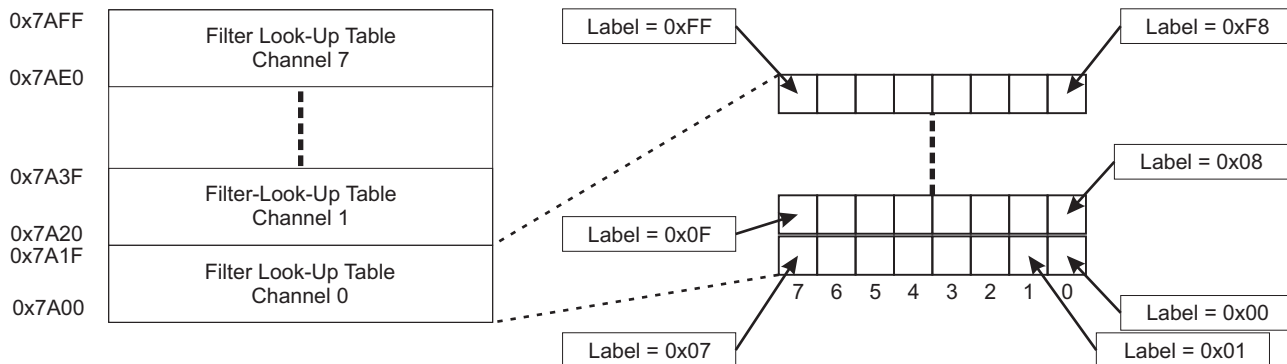 0x7AFF
Filter Look-Up Table
Channel 7
0x7AE0
0x7A3F
Filter-Look-Up Table
Channel 1
0x7A20
0x7A1F
Filter Look-Up Table
Channel 0
0x7A00
Label = 0xFF
Label = 0xF8
Label = 0x08
Label = 0x0F
7 6 5 4 3 2 1 0
Label = 0x00
Label = 0x07
Label = 0x01